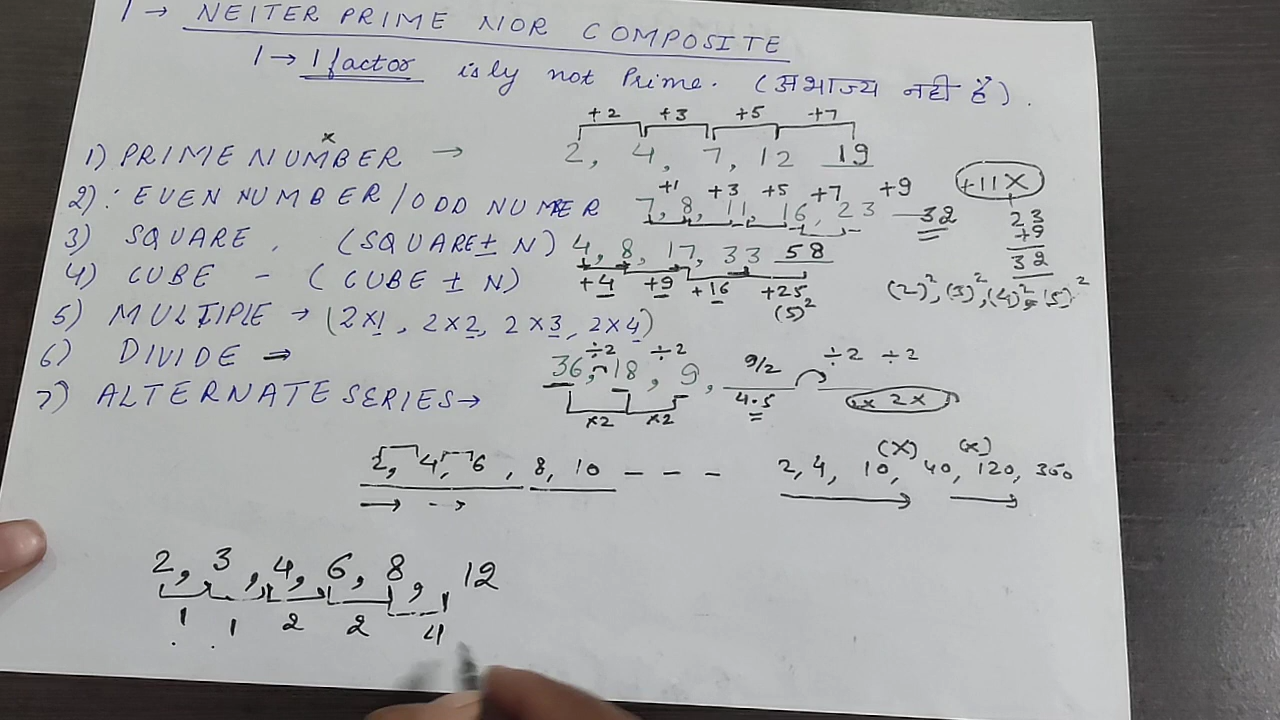 1 → NEITER PRIME NOR COMPOSITE
1 → 1 factor isly not Prime. (अभाज्य नहीं है).
+2 +3 +5 +7
x
1) PRIME NUMBER → 2, 4, 7, 12 19
+1 +3 +5 +7 +9 +11 X
2) : EVEN NUMBER / ODD NUMER 7, 8, 11, 16, 23 32
23
+9
32
3) SQUARE. (SQUARE ± N) 4, 8, 17, 33 58
4) CUBE - (CUBE ± N) +4 +9 +16 +25
(5)² (2)², (3)², (4)², (5)²
5) MULTIPLE → (2×1, 2×2, 2×3, 2×4)
÷2 ÷2 9/2 ÷2 ÷2
6) DIVIDE ⇒ 36, 18, 9,
4.5 2x
7) ALTERNATE SERIES →
×2 ×2
(x) (x)
2, 4, 6, 8, 10 - - - 2, 4, 10, 40, 120, 360
2, 3, 4, 6, 8, 12
1 1 2 2 4